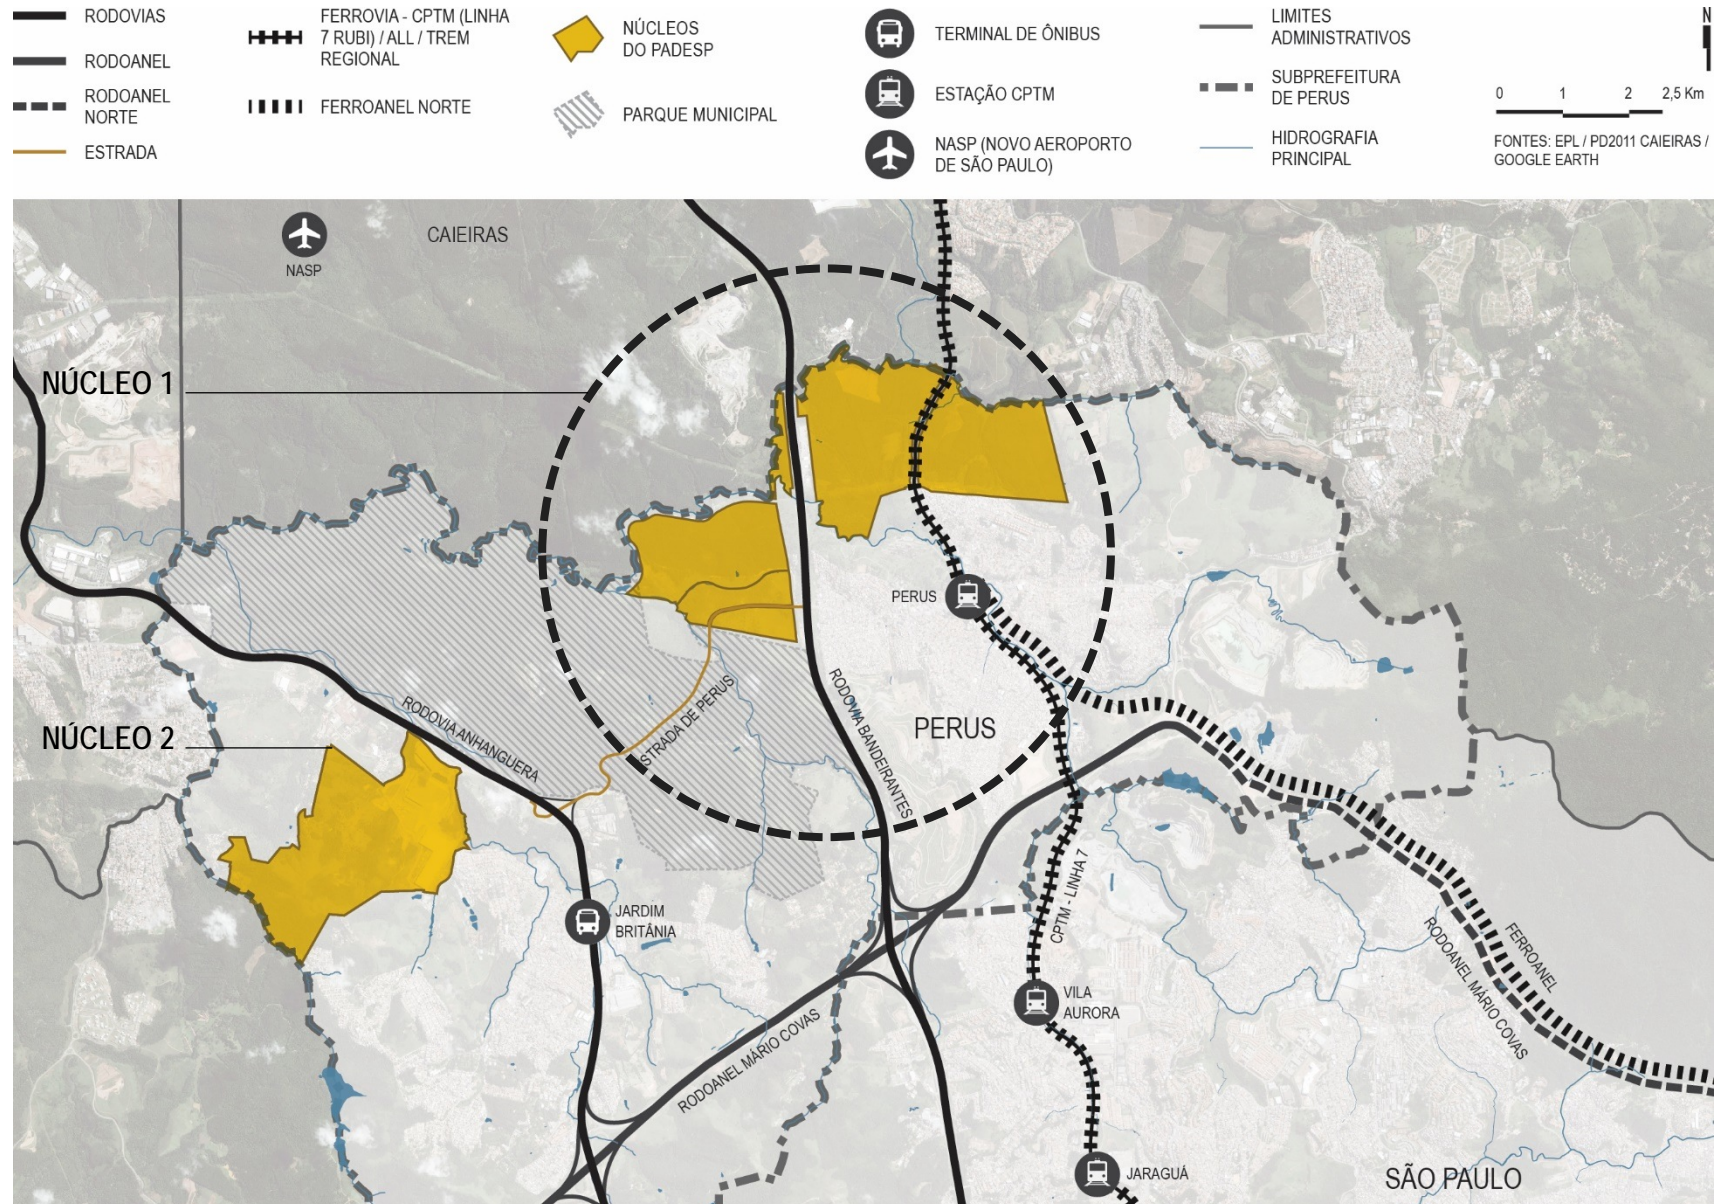 RODOVIAS
RODOANEL
RODOANEL
NORTE
ESTRADA
FERROVIA - CPTM (LINHA
7 RUBI) / ALL / TREM
REGIONAL
FERROANEL NORTE
NÚCLEOS
DO PADESP
PARQUE MUNICIPAL
TERMINAL DE ÔNIBUS
ESTAÇÃO CPTM
NASP (NOVO AEROPORTO
DE SÃO PAULO)
LIMITES
ADMINISTRATIVOS
SUBPREFEITURA
DE PERUS
HIDROGRAFIA
PRINCIPAL
N
0 1 2 2,5 Km
FONTES: EPL / PD2011 CAIEIRAS /
GOOGLE EARTH
NASP
CAIEIRAS
NÚCLEO 1
PERUS
NÚCLEO 2
RODOVIA ANHANGUERA
ESTRADA DE PERUS
RODOVIA BANDEIRANTES
PERUS
JARDIM
BRITÂNIA
CPTM - LINHA 7
FERROANEL
RODOANEL MÁRIO COVAS
VILA
AURORA
RODOANEL MÁRIO COVAS
JARAGUÁ
SÃO PAULO